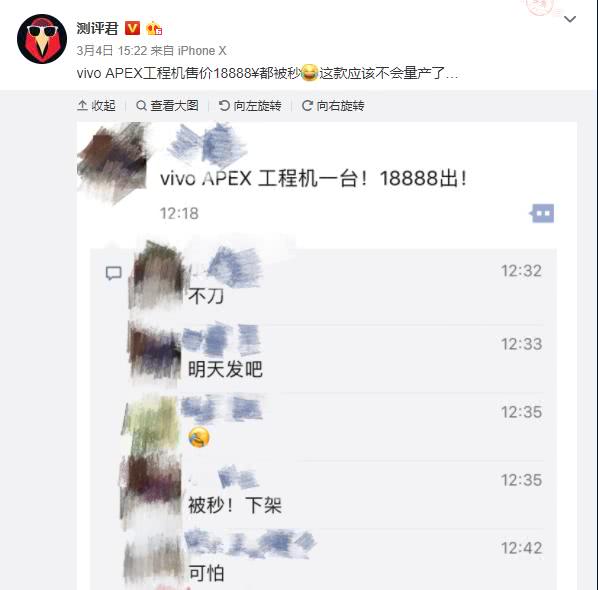 测评君
3月4日 15:22 来自 iPhone X
vivo APEX工程机售价18888¥都被秒😂这款应该不会量产了...
收起 查看大图 向左旋转 向右旋转
vivo APEX 工程机一台！18888出！
12:18
12:32
不刀
12:33
明天发吧
12:35
🤣
12:35
被秒！下架
12:42
可怕